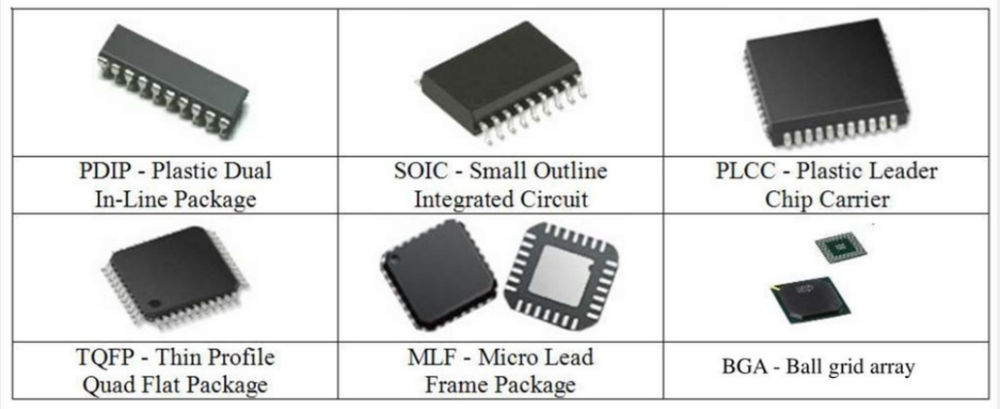 PDIP - Plastic Dual
In-Line Package
SOIC - Small Outline
Integrated Circuit
PLCC - Plastic Leader
Chip Carrier
TQFP - Thin Profile
Quad Flat Package
MLF - Micro Lead
Frame Package
BGA - Ball grid array